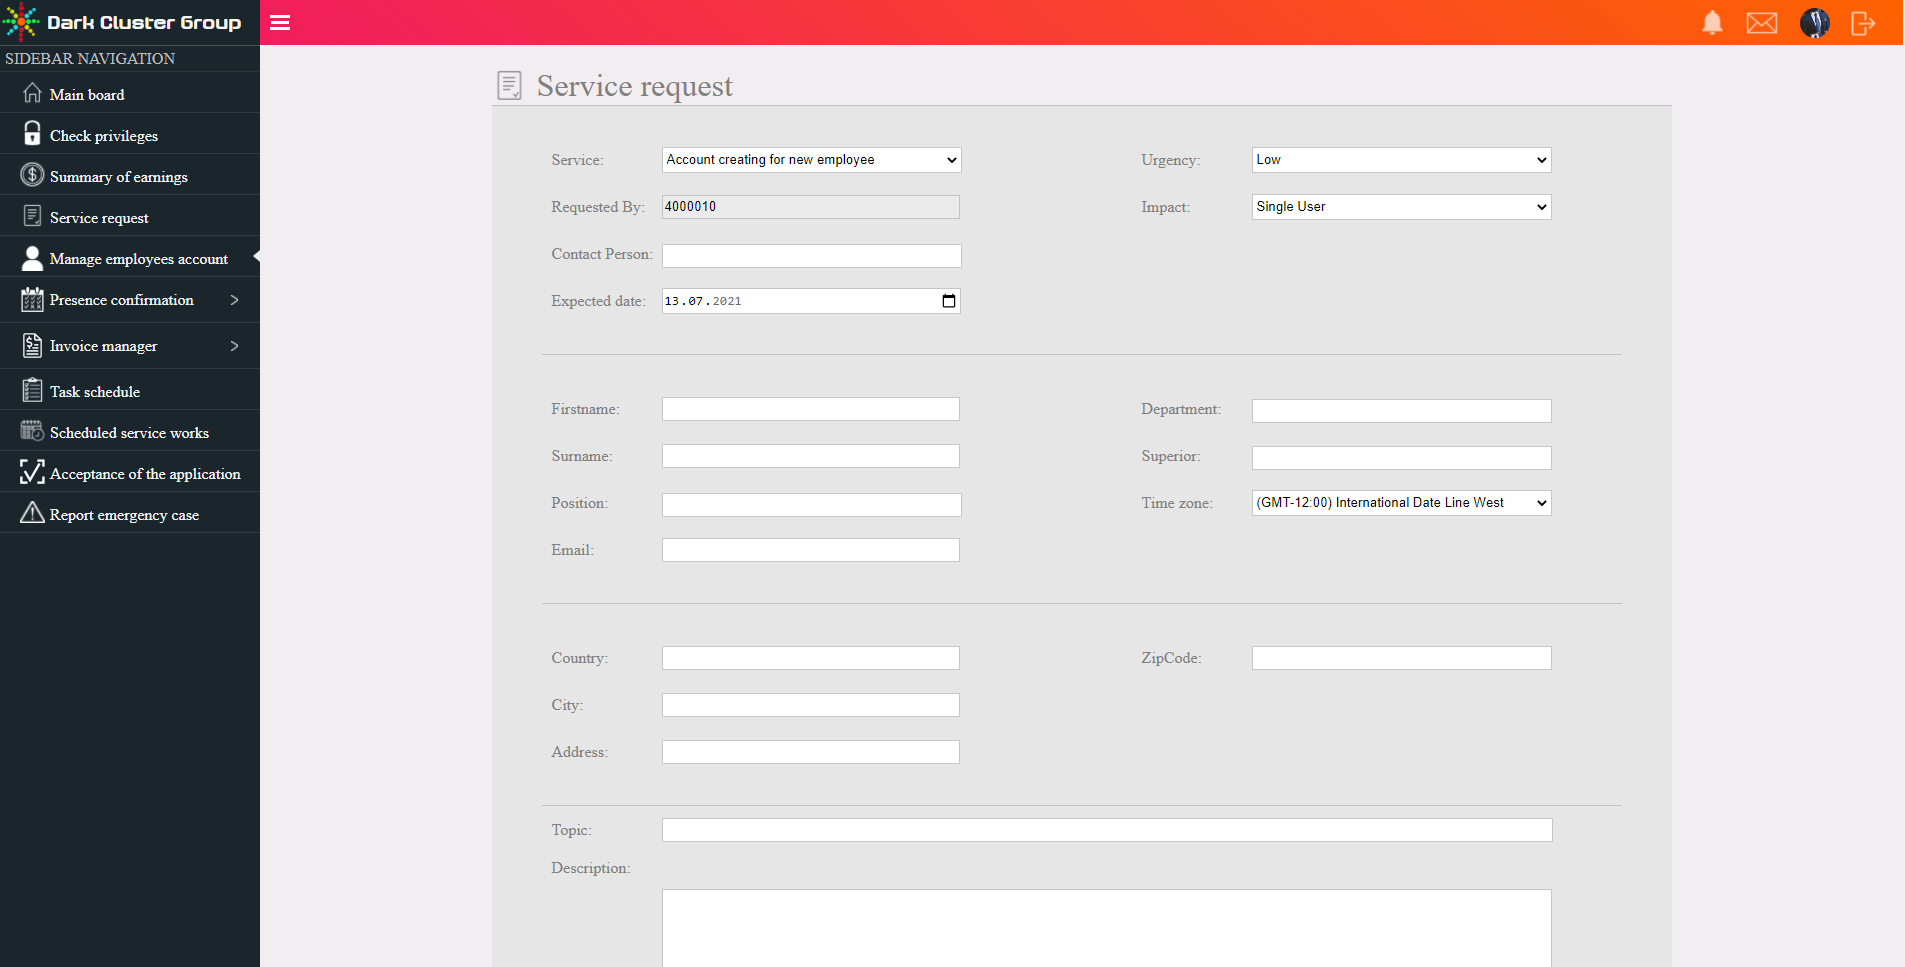 Dark Cluster Group
SIDEBAR NAVIGATION
Main board
Check privileges
Summary of earnings
Service request
Manage employees account
Presence confirmation >
Invoice manager >
Task schedule
Scheduled service works
Acceptance of the application
Report emergency case
Service request
Service: Account creating for new employee
Urgency: Low
Requested By: 4000010
Impact: Single User
Contact Person:
Expected date: 13.07.2021
Firstname:
Department:
Surname:
Superior:
Position:
Time zone: (GMT-12:00) International Date Line West
Email:
Country:
ZipCode:
City:
Address:
Topic:
Description: